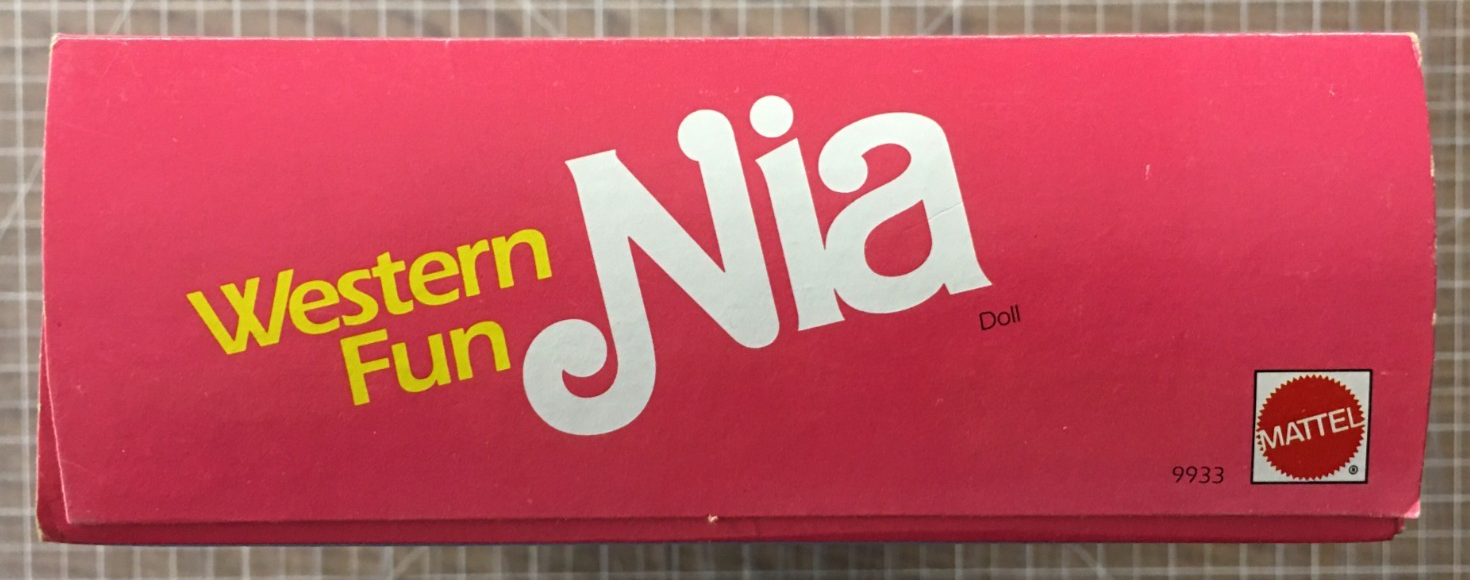 Western
Fun
Nia
Doll
9933
MATTEL
®